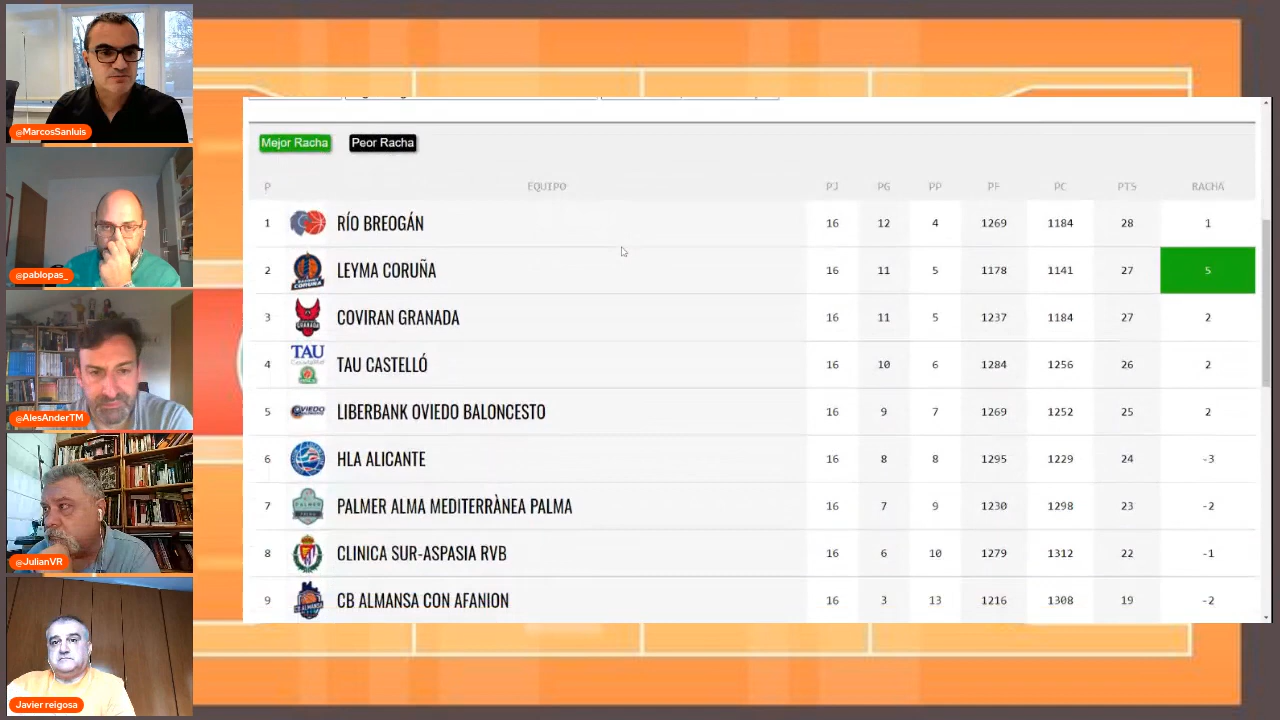 @MarcosSanluis
@pablopas_
@AlesAnderTM
@JulianVR
Javier reigosa
Mejor Racha Peor Racha
P EQUIPO PJ PG PP PF PC PTS RACHA
1 RÍO BREOGÁN 16 12 4 1269 1184 28 1
2 LEYMA CORUÑA 16 11 5 1178 1141 27 5
3 COVIRAN GRANADA 16 11 5 1237 1184 27 2
4 TAU CASTELLÓ 16 10 6 1284 1256 26 2
5 LIBERBANK OVIEDO BALONCESTO 16 9 7 1269 1252 25 2
6 HLA ALICANTE 16 8 8 1295 1229 24 -3
7 PALMER ALMA MEDITERRÀNEA PALMA 16 7 9 1230 1298 23 -2
8 CLINICA SUR-ASPASIA RVB 16 6 10 1279 1312 22 -1
9 CB ALMANSA CON AFANION 16 3 13 1216 1308 19 -2